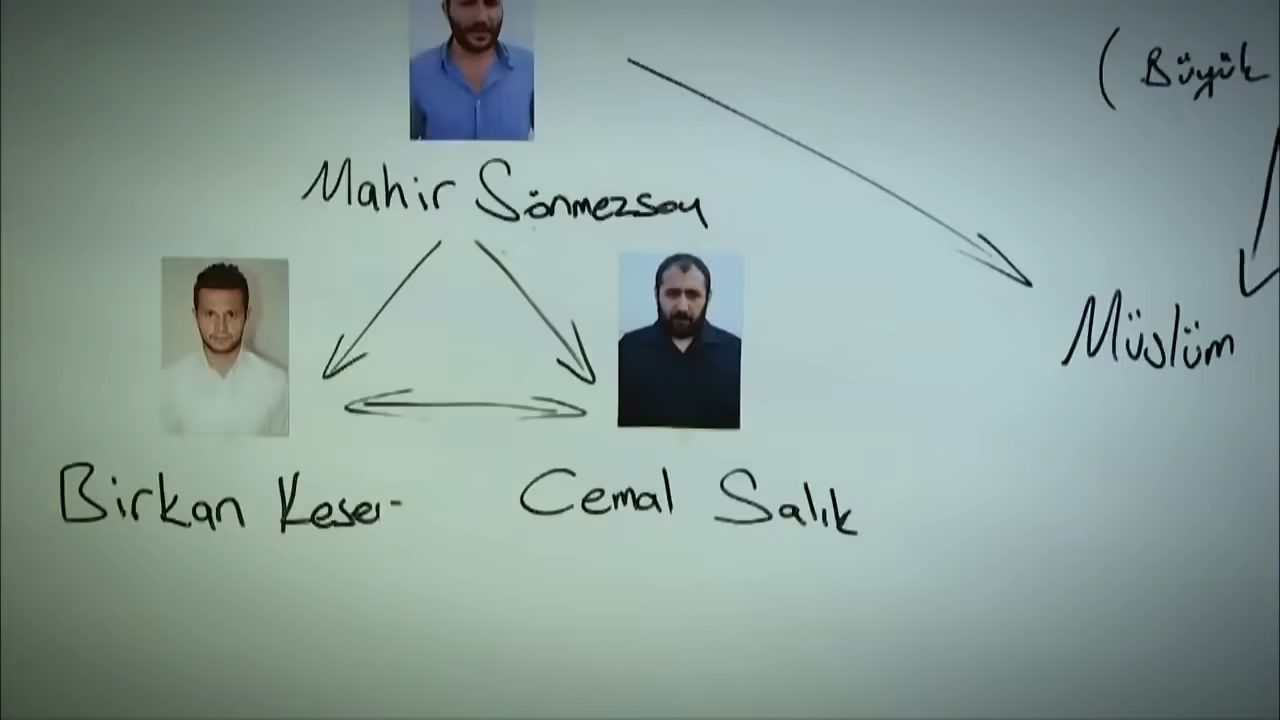 ( Büyük
Mahir Sönmezsoy
Müslüm
Birkan Keser
Cemal Salık